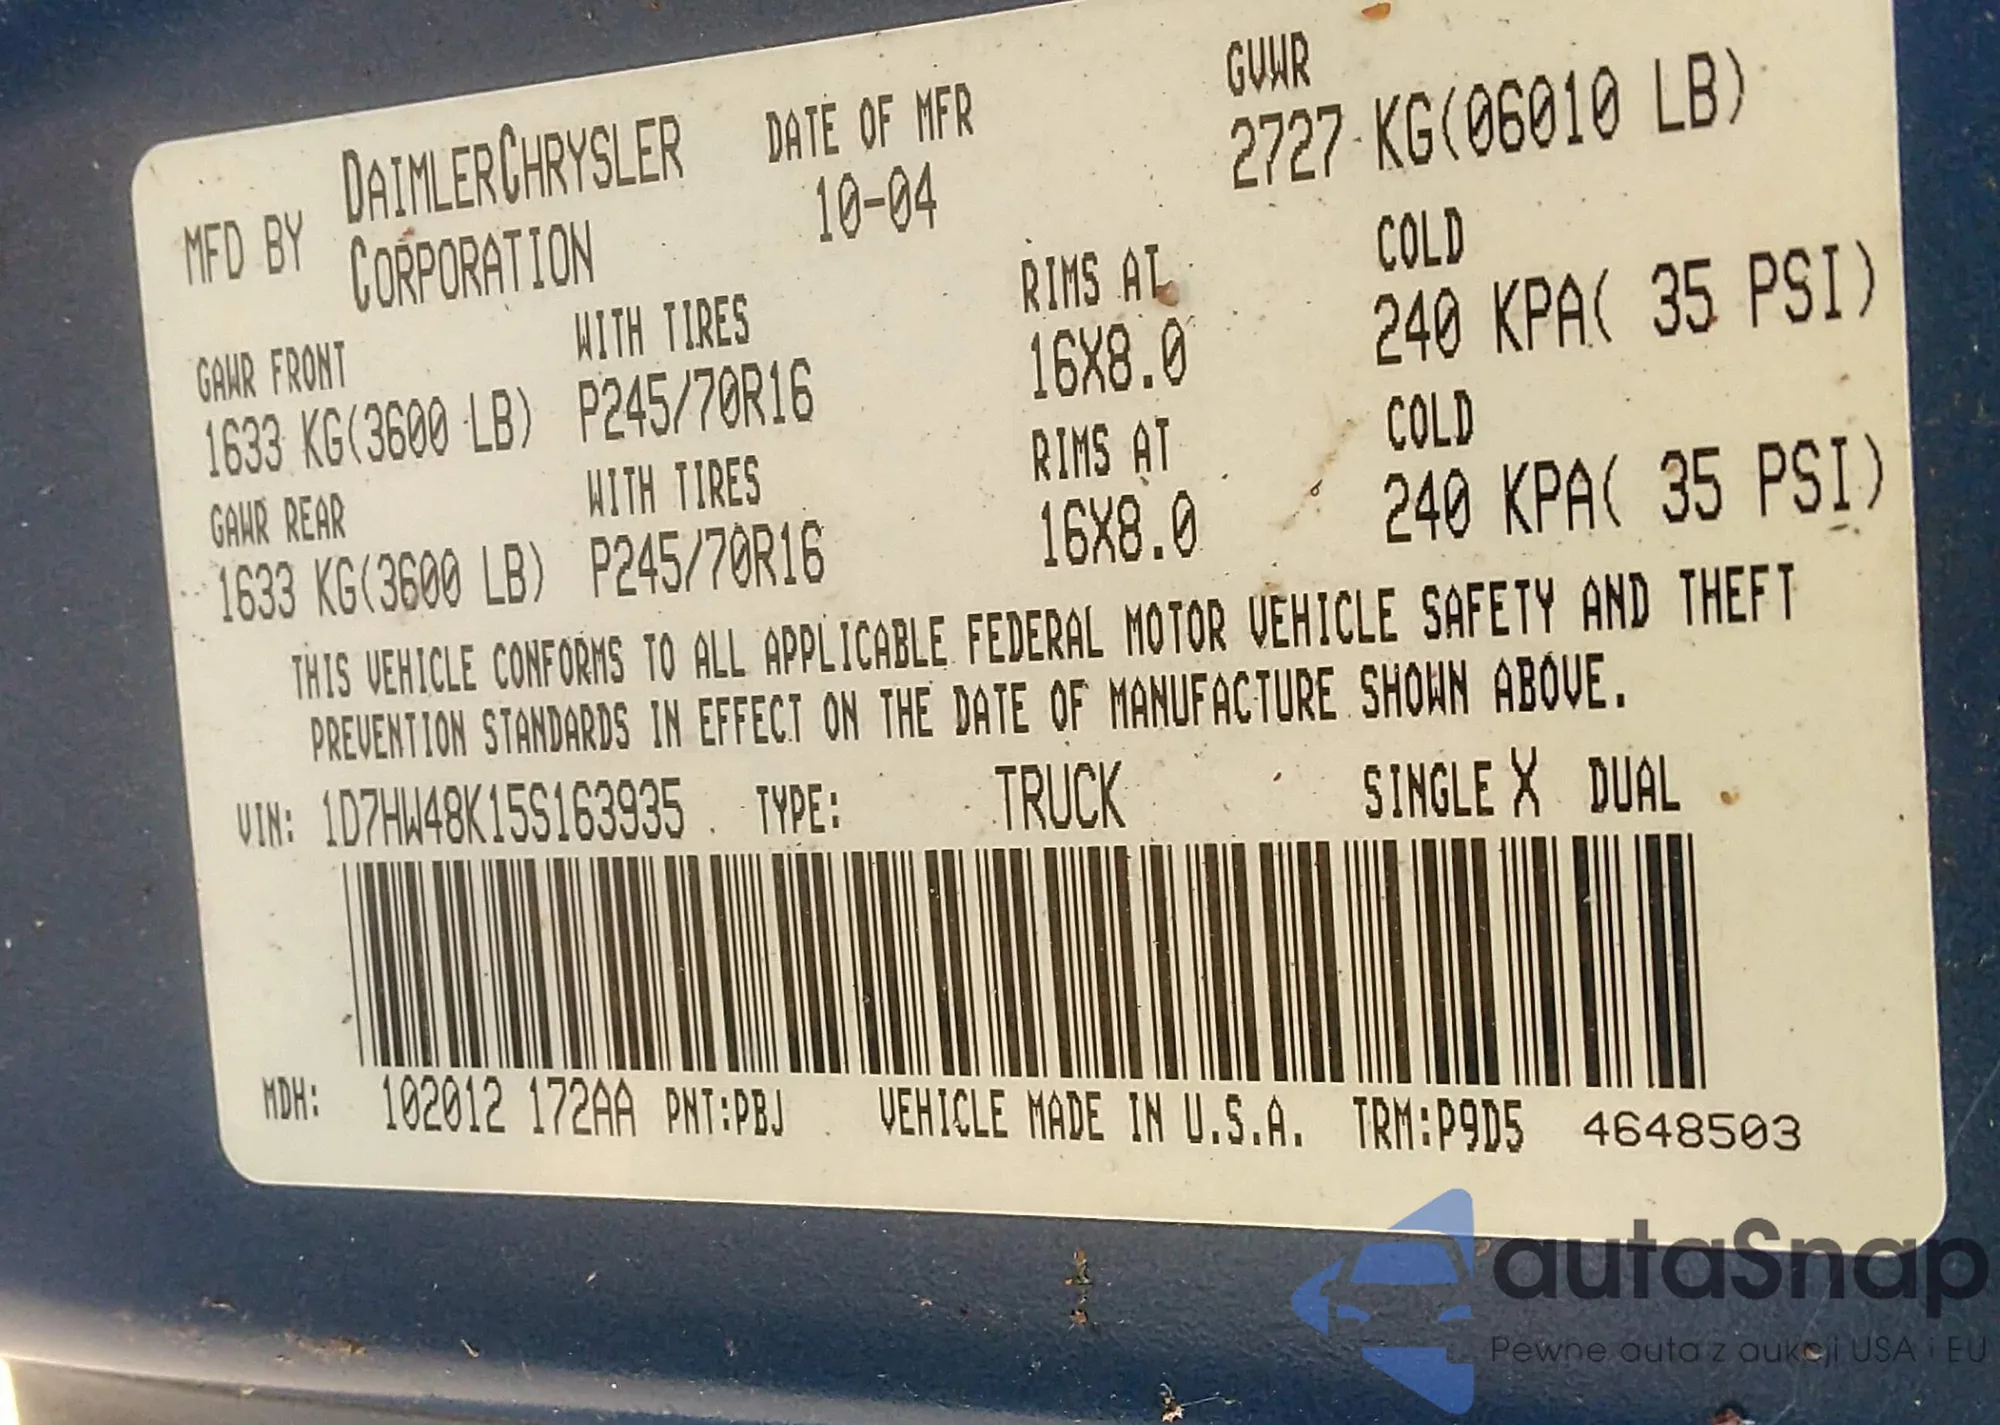 MFD BY DAIMLERCHRYSLER CORPORATION
DATE OF MFR
10-04
GVWR
2727 KG(06010 LB)
GAWR FRONT WITH TIRES RIMS AT COLD
1633 KG(3600 LB) P245/70R16 16X8.0 240 KPA( 35 PSI)
GAWR REAR WITH TIRES RIMS AT COLD
1633 KG(3600 LB) P245/70R16 16X8.0 240 KPA( 35 PSI)
THIS VEHICLE CONFORMS TO ALL APPLICABLE FEDERAL MOTOR VEHICLE SAFETY AND THEFT
PREVENTION STANDARDS IN EFFECT ON THE DATE OF MANUFACTURE SHOWN ABOVE.
VIN: 1D7HW48K15S163935 TYPE: TRUCK SINGLE X DUAL
MDH: 102012 172AA PNT:PBJ VEHICLE MADE IN U.S.A. TRM:P9D5 4648503
autaSnap
Pewne auta z aukcji USA i EU